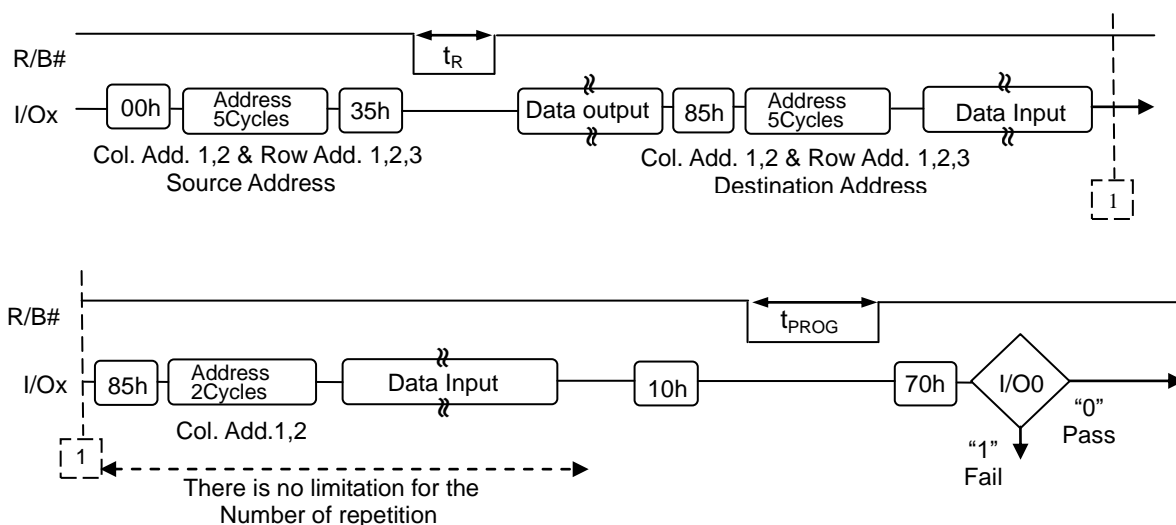 R/B#
t_R
I/Ox
00h
Address
5Cycles
35h
Data output
85h
Address
5Cycles
Data Input
Col. Add. 1,2 & Row Add. 1,2,3
Source Address
Col. Add. 1,2 & Row Add. 1,2,3
Destination Address
1
R/B#
t_PROG
I/Ox
85h
Address
2Cycles
Data Input
10h
70h
I/O0
Col. Add.1,2
“0”
Pass
“1”
Fail
1
There is no limitation for the
Number of repetition